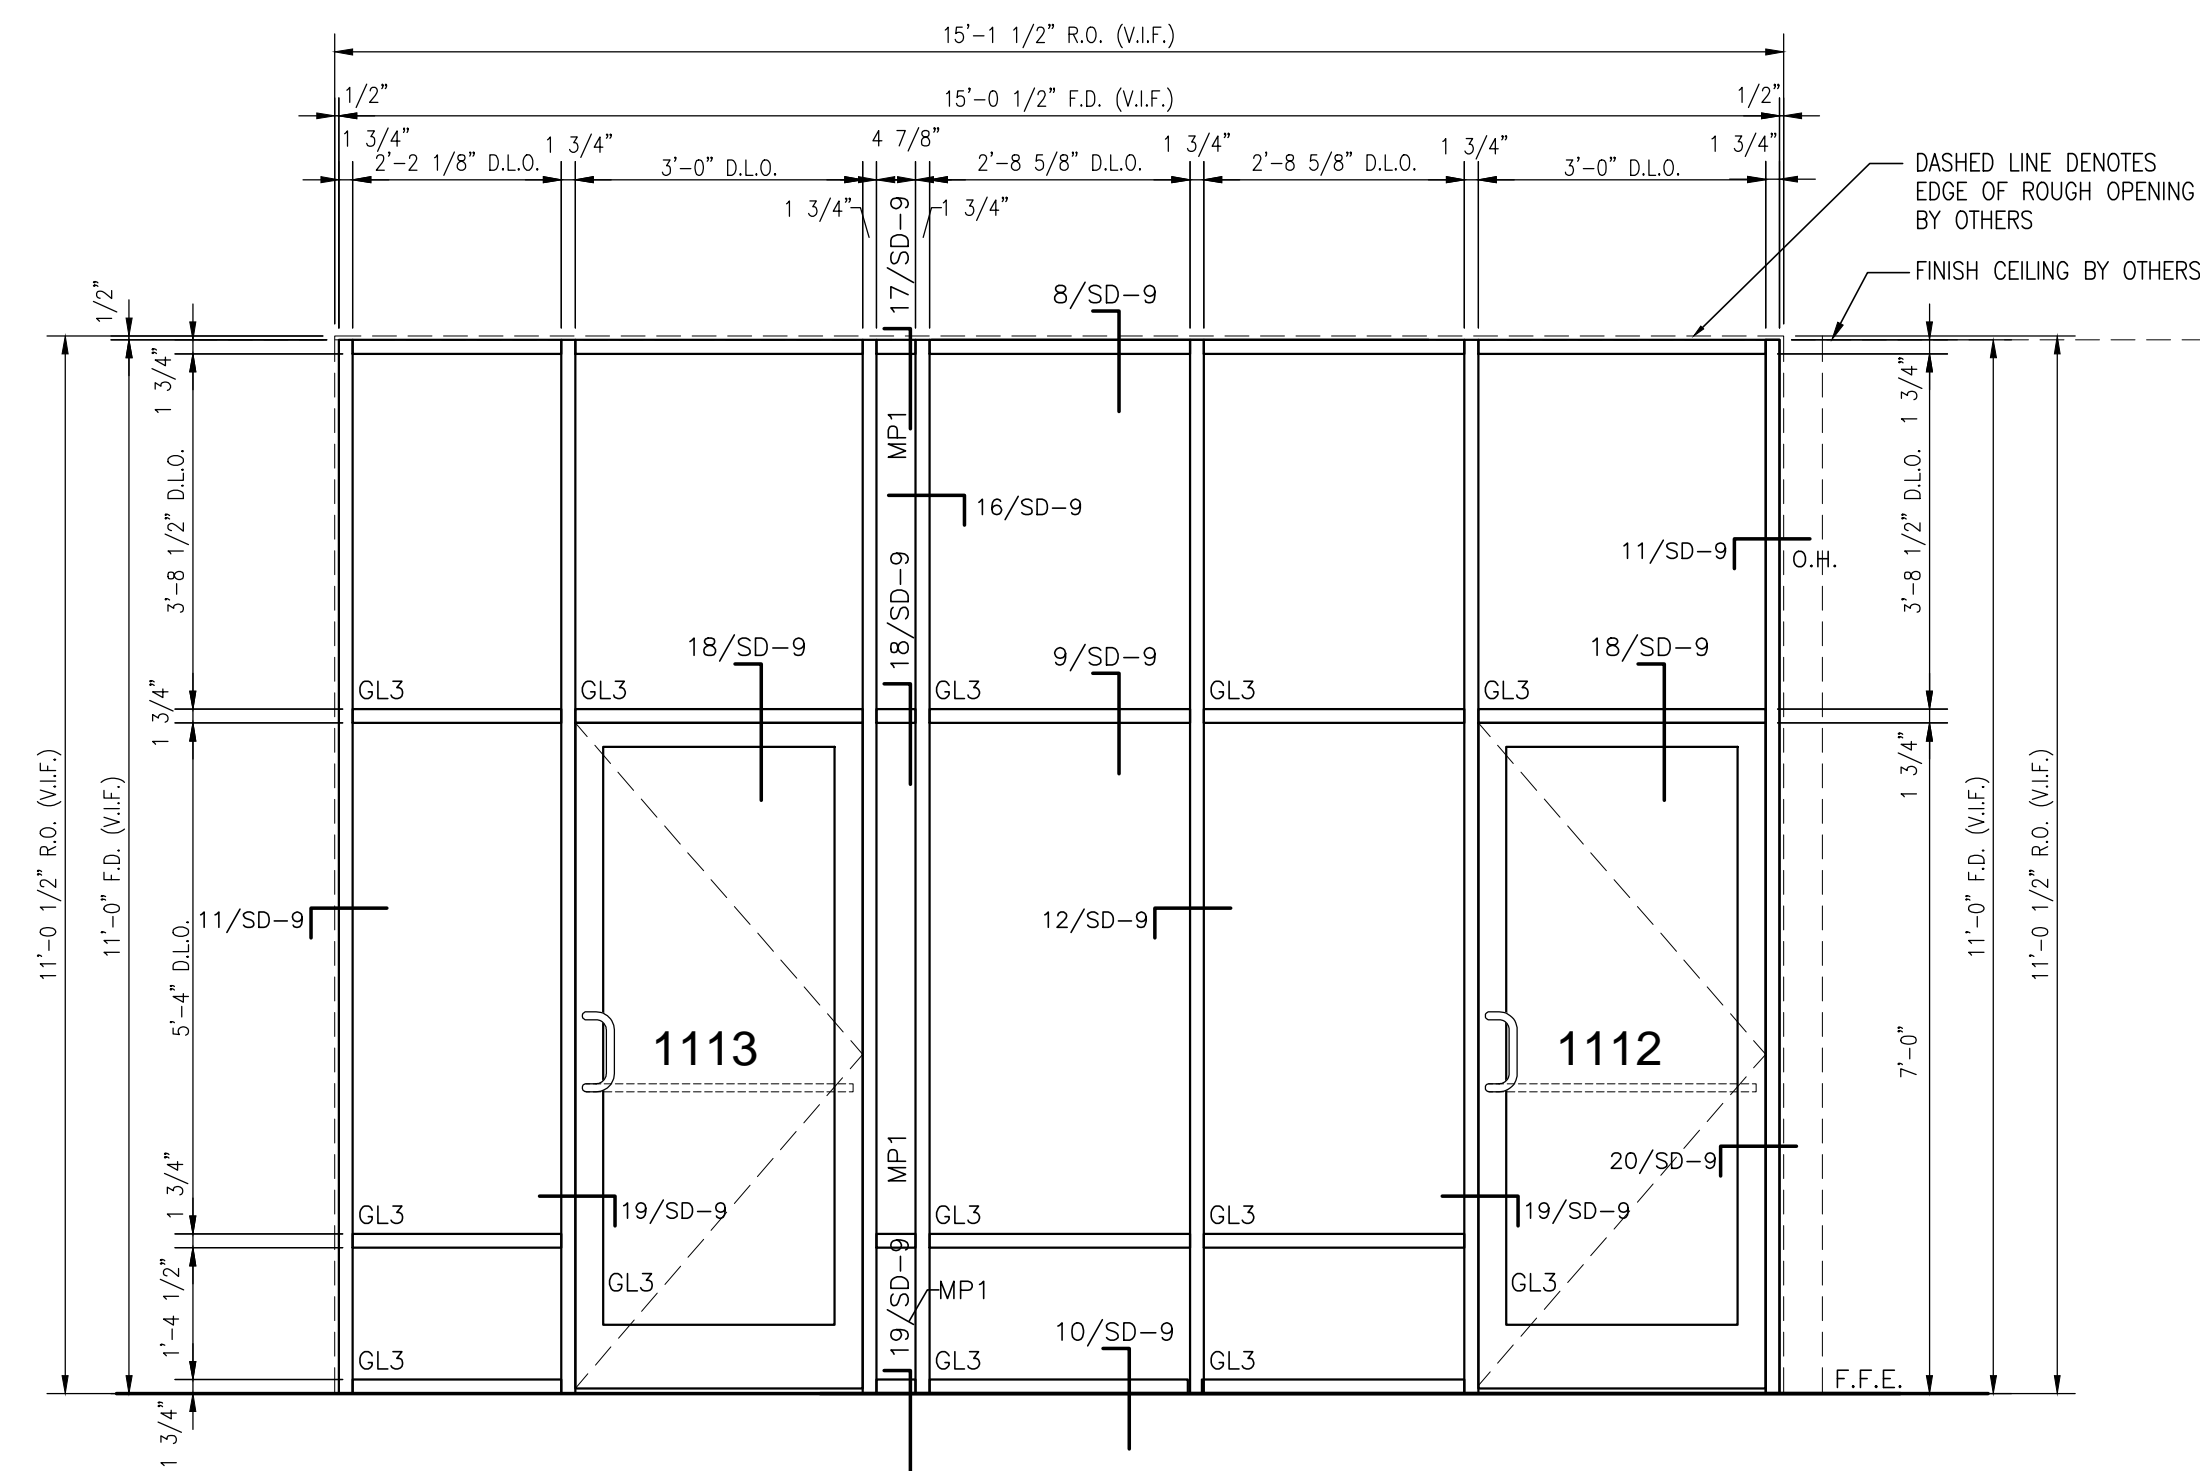 15'-1 1/2" R.O. (V.I.F.)
1/2"
15'-0 1/2" F.D. (V.I.F.)
1/2"
1 3/4"
2'-2 1/8" D.L.O.
1 3/4"
3'-0" D.L.O.
4 7/8"
2'-8 5/8" D.L.O.
1 3/4"
2'-8 5/8" D.L.O.
1 3/4"
3'-0" D.L.O.
1 3/4"
1 3/4"
1 3/4"
DASHED LINE DENOTES
EDGE OF ROUGH OPENING
BY OTHERS
FINISH CEILING BY OTHERS
17/SD-9
8/SD-9
1/2"
1 3/4"
3'-8 1/2" D.L.O.
1 3/4"
11'-0 1/2" R.O. (V.I.F.)
11'-0" F.D. (V.I.F.)
5'-4" D.L.O.
1 3/4"
1'-4 1/2"
1 3/4"
MP1
16/SD-9
11/SD-9
O.H.
18/SD-9
18/SD-9
9/SD-9
18/SD-9
GL3
GL3
GL3
GL3
GL3
11/SD-9
12/SD-9
1113
1112
MP1
20/SD-9
GL3
19/SD-9
GL3
GL3
19/SD-9
GL3
19/SD-9
MP1
GL3
GL3
10/SD-9
GL3
GL3
F.F.E.
1 3/4"
3'-8 1/2" D.L.O.
1 3/4"
7'-0"
11'-0" F.D. (V.I.F.)
11'-0 1/2" R.O. (V.I.F.)